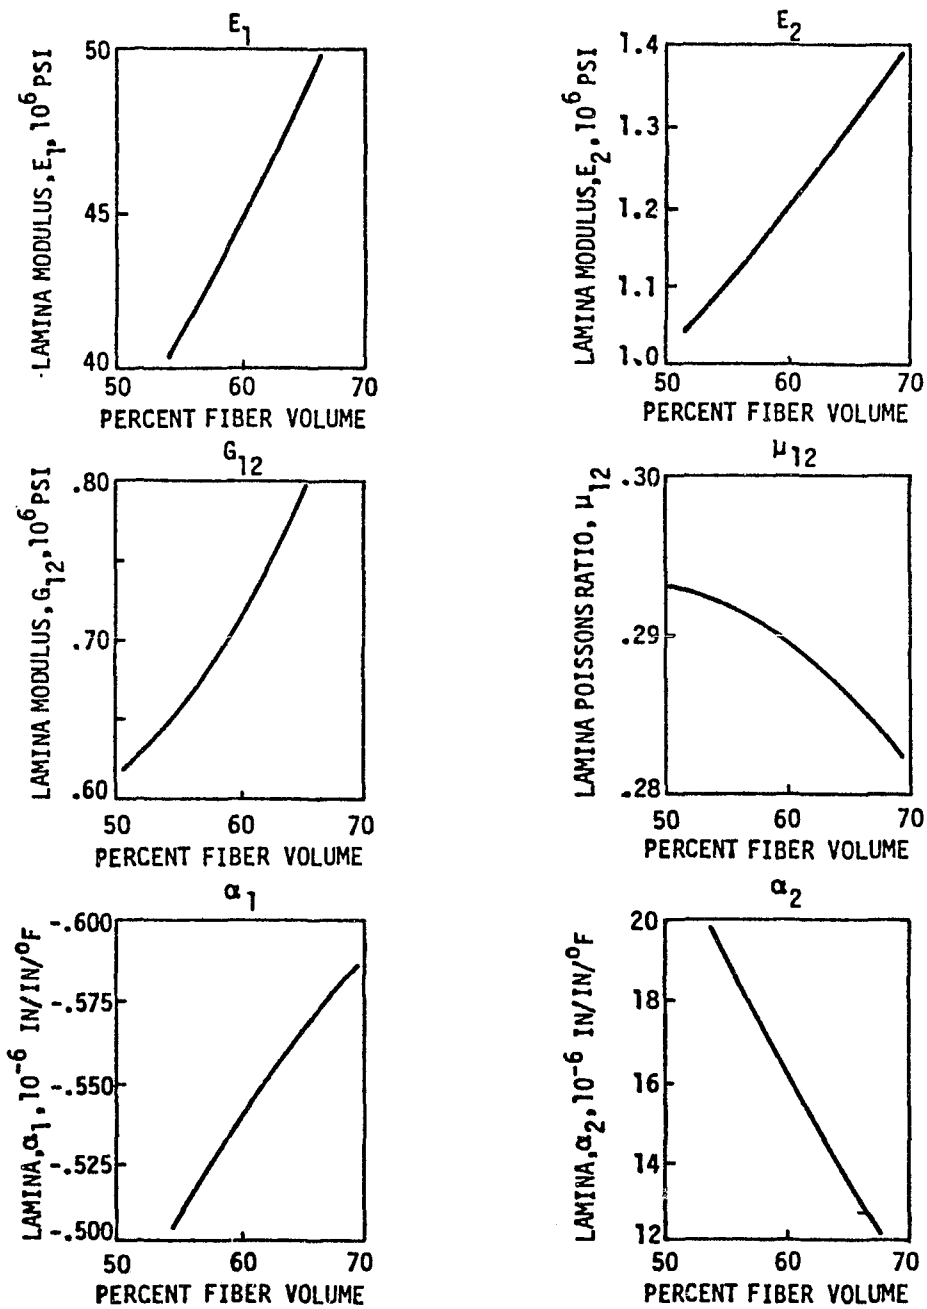 E1
LAMINA MODULUS, E1, 10^6 PSI
50
45
40
50 60 70
PERCENT FIBER VOLUME
E2
LAMINA MODULUS, E2, 10^6 PSI
1.4
1.3
1.2
1.1
1.0
50 60 70
PERCENT FIBER VOLUME
G12
LAMINA MODULUS, G12, 10^6 PSI
.80
.70
.60
50 60 70
PERCENT FIBER VOLUME
μ12
LAMINA POISSONS RATIO, μ12
.30
.29
.28
50 60 70
PERCENT FIBER VOLUME
α1
LAMINA, α1, 10^-6 IN/IN/°F
-.600
-.575
-.550
-.525
-.500
50 60 70
PERCENT FIBER VOLUME
α2
LAMINA, α2, 10^-6 IN/IN/°F
20
18
16
14
12
50 60 70
PERCENT FIBER VOLUME